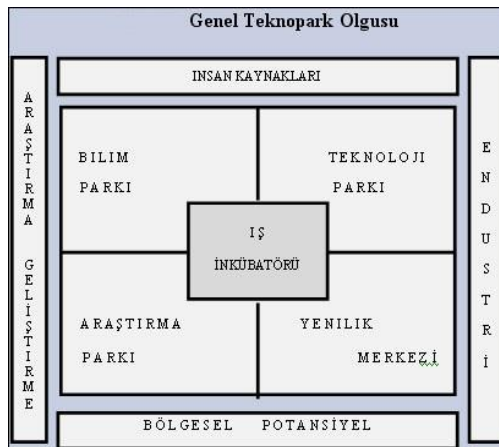 Genel Teknopark Olgusu
INSAN KAYNAKLARI
ARAŞTIRMA GELİŞTİRME
BILIM
PARKI
TEKNOLOJI
PARKI
IŞ
İNKÜBATÖRÜ
ARAŞTIRMA
PARKI
YENILIK
MERKEZİ
ENDUSTRİ
BÖLGESEL POTANSİYEL